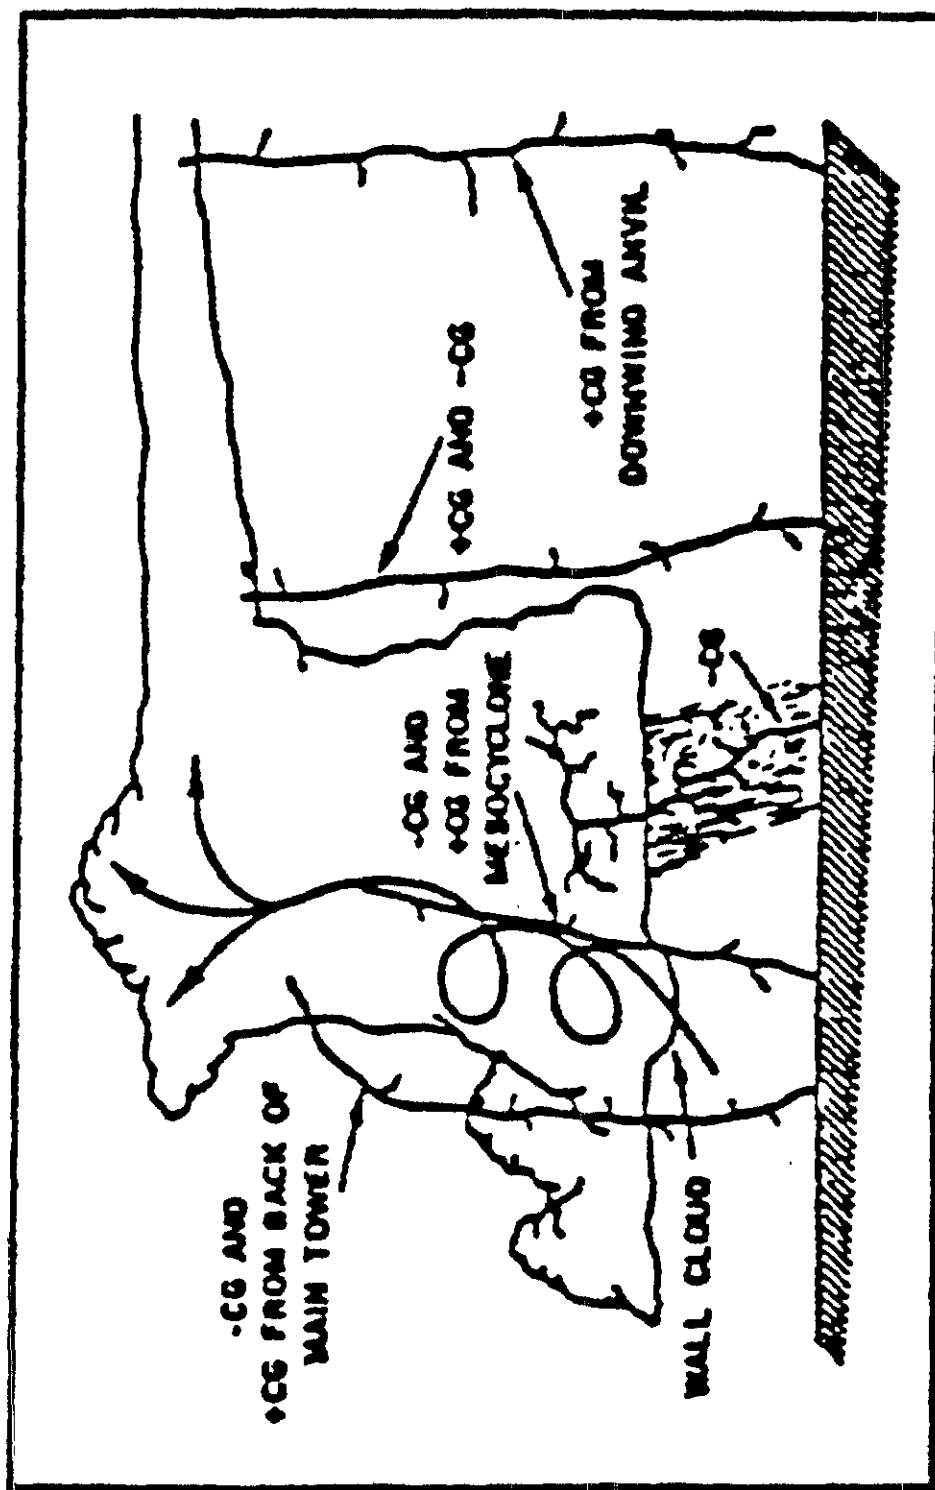 -CG AND
+CG FROM BACK OF
MAIN TOWER
WALL CLOUD
-CG AND
+CG FROM
MESOCYCLONE
-CG
+CG AND -CG
+CG FROM
DOWNWIND ANVIL